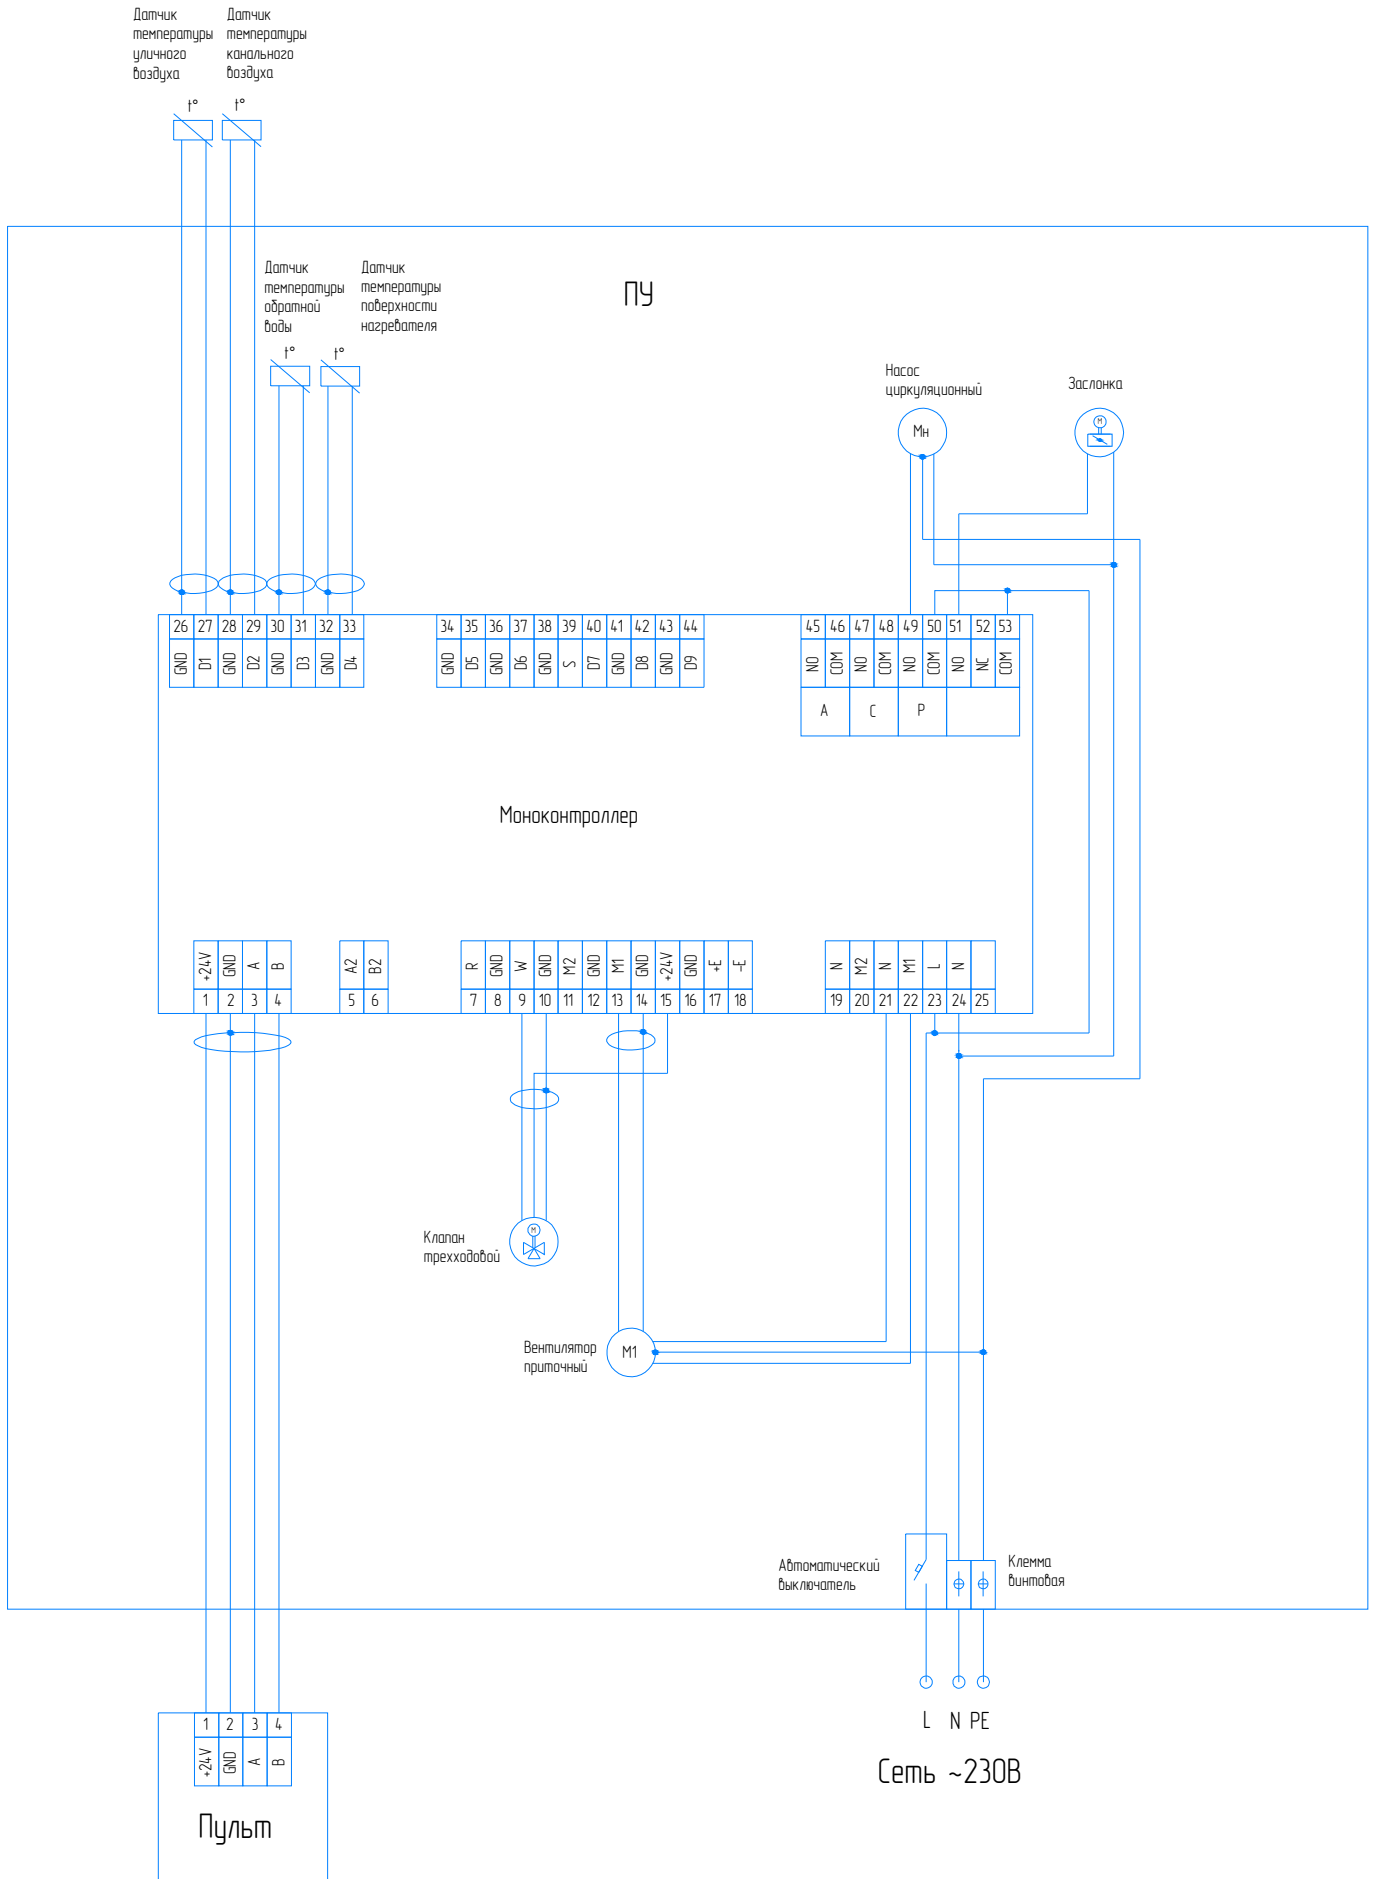 Датчик
температуры
уличного
воздуха
Датчик
температуры
канального
воздуха
t°
t°
Датчик
температуры
обратной
воды
Датчик
температуры
поверхности
нагревателя
t°
t°
ПУ
Насос
циркуляционный
Мн
Заслонка
М
26 27 28 29 30 31 32 33
GND D1 GND D2 GND D3 GND D4
34 35 36 37 38 39 40 41 42 43 44
GND D5 GND D6 GND S D7 GND D8 GND D9
45 46 47 48 49 50 51 52 53
NO COM NO COM NO COM NO NC COM
A C P
Моноконтроллер
+24V GND A B
1 2 3 4
A2 B2
5 6
R GND W GND M2 GND M1 GND +24V GND +E -E
7 8 9 10 11 12 13 14 15 16 17 18
N M2 N M1 L N
19 20 21 22 23 24 25
М
Клапан
трехходовой
Вентилятор
приточный
М1
Автоматический
выключатель
Клемма
винтовая
L N PE
Сеть ~230В
1 2 3 4
+24V GND A B
Пульт